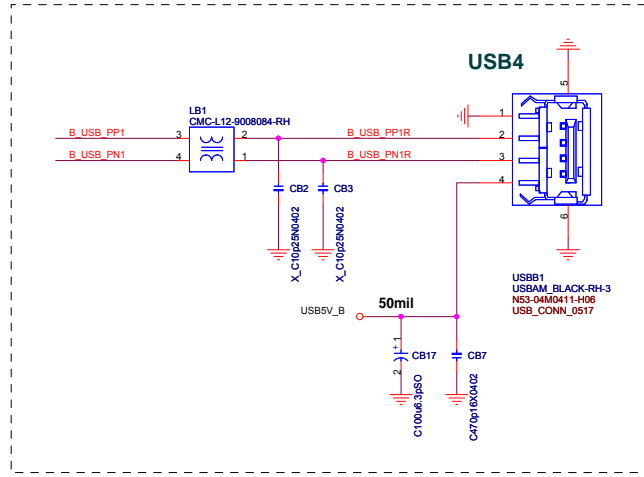 USB4
LB1
CMC-L12-9008084-RH
5
1
B_USB_PP1
3
2
B_USB_PP1R
2
B_USB_PN1
4
1
B_USB_PN1R
3
4
CB2
CB3
X_C10p25N0402
X_C10p25N0402
6
USBB1
USBAM_BLACK-RH-3
N53-04M0411-H06
USB_CONN_0517
USB5V_B
50mil
+
1
2
CB17
CB7
C100u6.3pSO
C470p16X0402